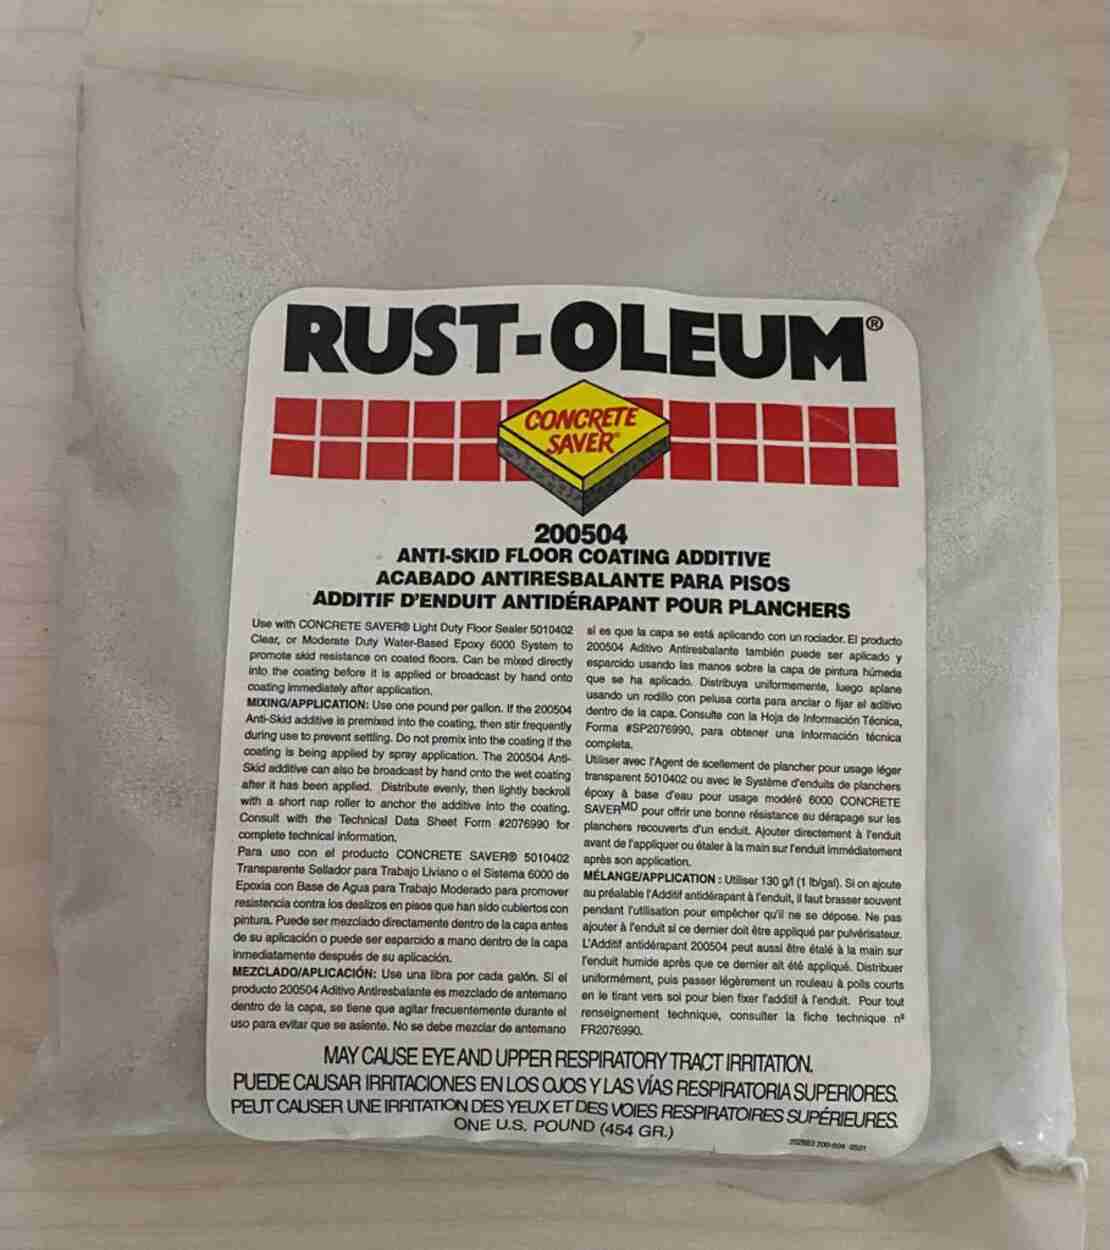 RUST-OLEUM®
CONCRETE
SAVER®
200504
ANTI-SKID FLOOR COATING ADDITIVE
ACABADO ANTIRESBALANTE PARA PISOS
ADDITIF D'ENDUIT ANTIDÉRAPANT POUR PLANCHERS
Use with CONCRETE SAVER® Light Duty Floor Sealer 5010402
Clear, or Moderate Duty Water-Based Epoxy 6000 System to
promote skid resistance on coated floors. Can be mixed directly
into the coating before it is applied or broadcast by hand onto
coating immediately after application.
MIXING/APPLICATION: Use one pound per gallon. If the 200504
Anti-Skid additive is premixed into the coating, then stir frequently
during use to prevent settling. Do not premix into the coating if the
coating is being applied by spray application. The 200504 Anti-
Skid additive can also be broadcast by hand onto the wet coating
after it has been applied. Distribute evenly, then lightly backroll
with a short nap roller to anchor the additive into the coating.
Consult with the Technical Data Sheet Form #2076990 for
complete technical information.
Para uso con el producto CONCRETE SAVER® 5010402
Transparente Sellador para Trabajo Liviano o el Sistema 6000 de
Epoxia con Base de Agua para Trabajo Moderado para promover
resistencia contra los deslizos en pisos que han sido cubiertos con
pintura. Puede ser mezclado directamente dentro de la capa antes
de su aplicación o puede ser esparcido a mano dentro de la capa
inmediatamente después de su aplicación.
MEZCLADO/APLICACIÓN: Use una libra por cada galón. Si el
producto 200504 Aditivo Antiresbalante es mezclado de antemano
dentro de la capa, se tiene que agitar frecuentemente durante el
uso para evitar que se asiente. No se debe mezclar de antemano
si es que la capa se está aplicando con un rociador. El producto
200504 Aditivo Antiresbalante también puede ser aplicado y
esparcido usando las manos sobre la capa de pintura húmeda
que se ha aplicado. Distribuya uniformemente, luego aplane
usando un rodillo con pelusa corta para anclar o fijar el aditivo
dentro de la capa. Consulte con la Hoja de Información Técnica,
Forma #SP2076990, para obtener una información técnica
completa.
Utiliser avec l'Agent de scellement de plancher pour usage léger
transparent 5010402 ou avec le Système d'enduits de planchers
époxy à base d'eau pour usage modéré 6000 CONCRETE
SAVERMD pour offrir une bonne résistance au dérapage sur les
planchers recouverts d'un enduit. Ajouter directement à l'enduit
avant de l'appliquer ou étaler à la main sur l'enduit immédiatement
après son application.
MÉLANGE/APPLICATION : Utiliser 130 g/l (1 lb/gal). Si on ajoute
au préalable l'Additif antidérapant à l'enduit, il faut brasser souvent
pendant l'utilisation pour empêcher qu'il ne se dépose. Ne pas
ajouter à l'enduit si ce dernier doit être appliqué par pulvérisateur.
L'Additif antidérapant 200504 peut aussi être étalé à la main sur
l'enduit humide après que ce dernier ait été appliqué. Distribuer
uniformément, puis passer légèrement un rouleau à poils courts
en le tirant vers sol pour bien fixer l'additif à l'enduit. Pour tout
renseignement technique, consulter la fiche technique nº
FR2076990.
MAY CAUSE EYE AND UPPER RESPIRATORY TRACT IRRITATION.
PUEDE CAUSAR IRRITACIONES EN LOS OJOS Y LAS VÍAS RESPIRATORIA SUPERIORES.
PEUT CAUSER UNE IRRITATION DES YEUX ET DES VOIES RESPIRATOIRES SUPÉRIEURES.
ONE U.S. POUND (454 GR.)